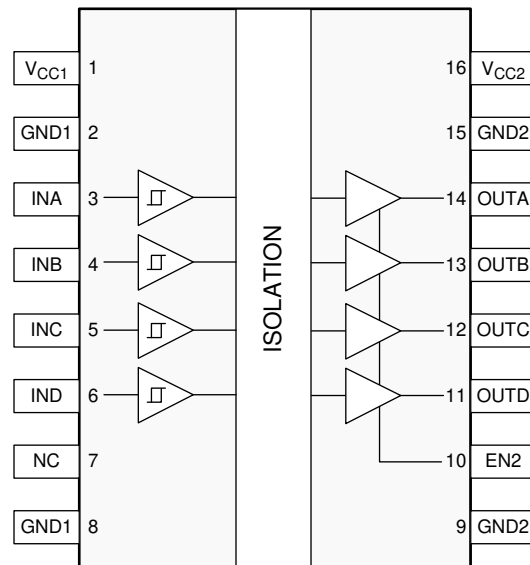 VCC1 1 16 VCC2
GND1 2 15 GND2
INA 3 14 OUTA
INB 4 13 OUTB
INC 5 12 OUTC
IND 6 11 OUTD
NC 7 10 EN2
GND1 8 9 GND2
ISOLATION